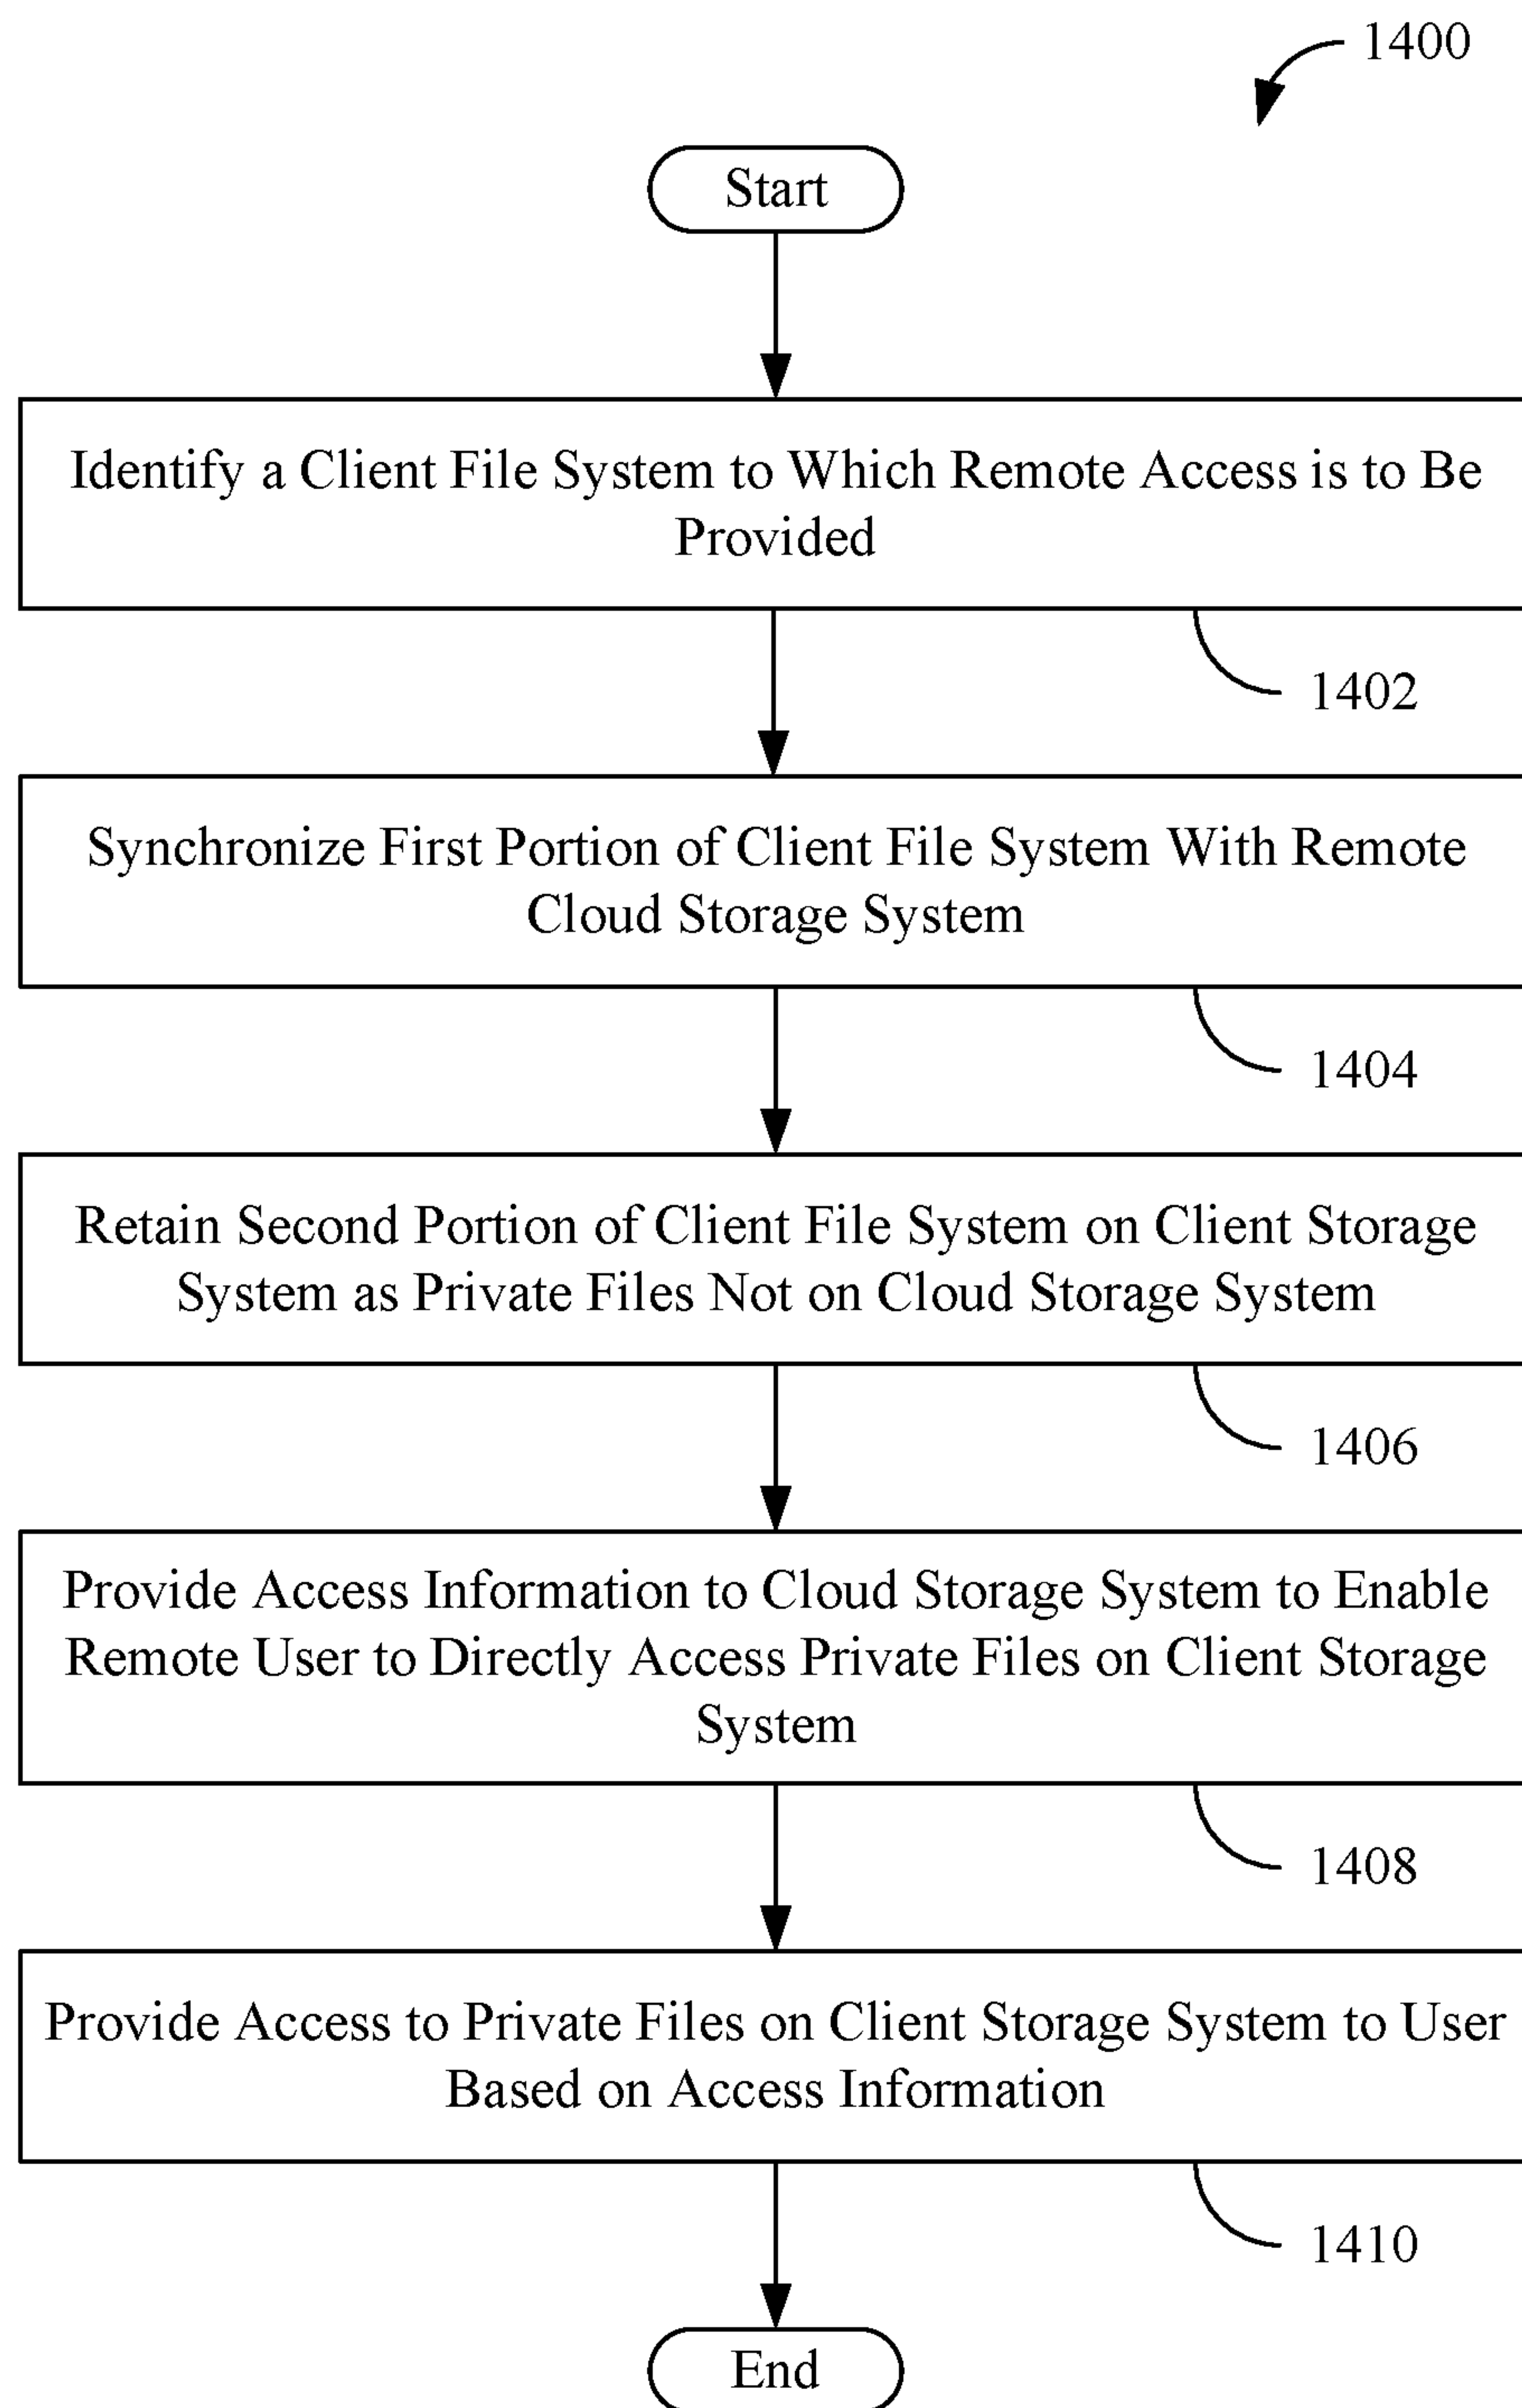 1400
Start
Identify a Client File System to Which Remote Access is to Be
Provided
1402
Synchronize First Portion of Client File System With Remote
Cloud Storage System
1404
Retain Second Portion of Client File System on Client Storage
System as Private Files Not on Cloud Storage System
1406
Provide Access Information to Cloud Storage System to Enable
Remote User to Directly Access Private Files on Client Storage
System
1408
Provide Access to Private Files on Client Storage System to User
Based on Access Information
1410
End